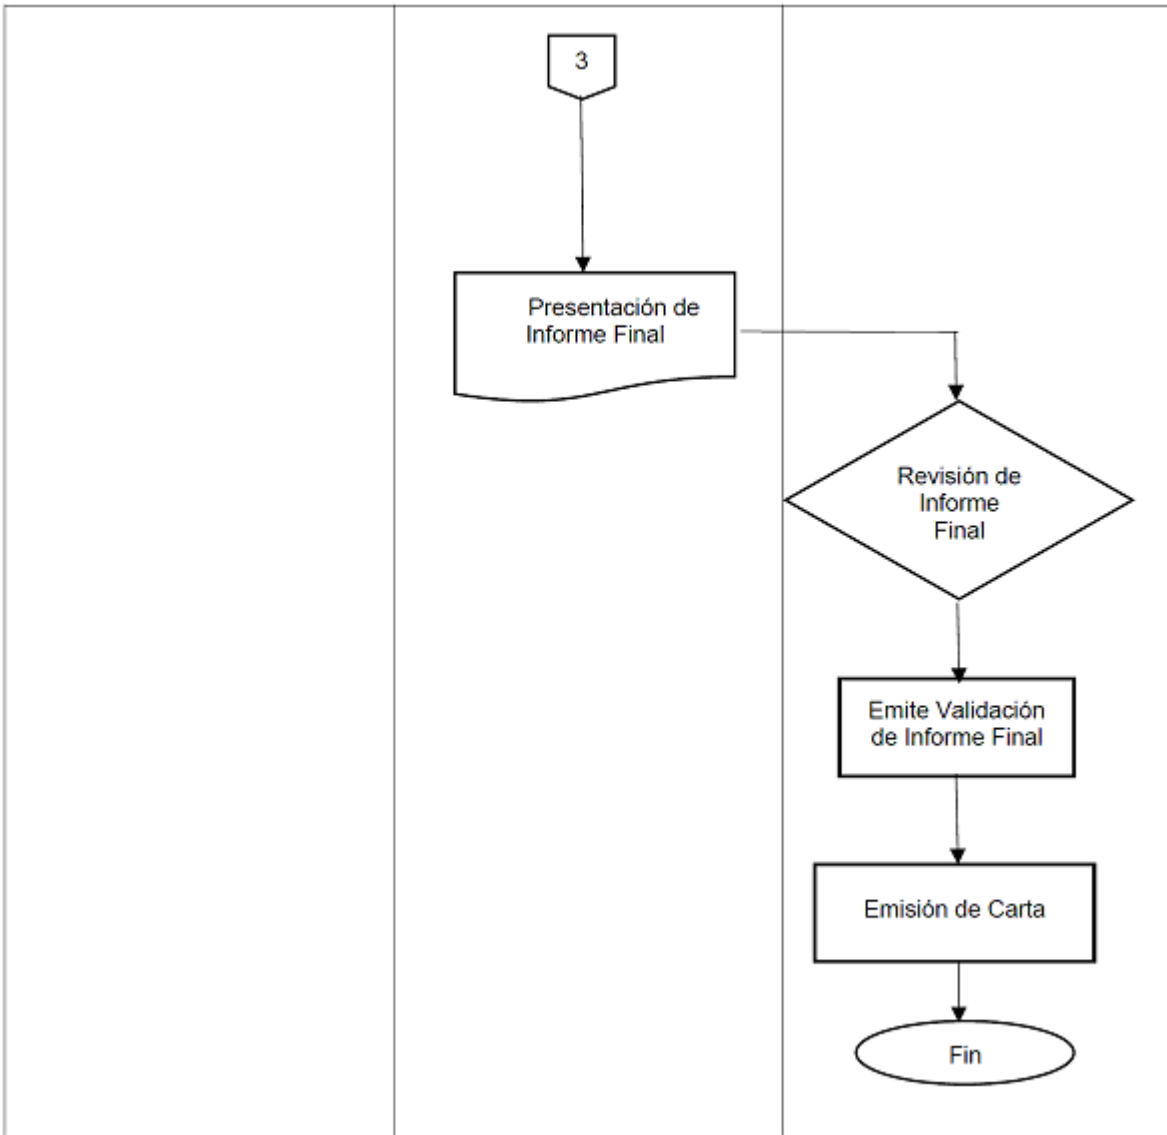 3
Presentación de
Informe Final
Revisión de
Informe
Final
Emite Validación
de Informe Final
Emisión de Carta
Fin